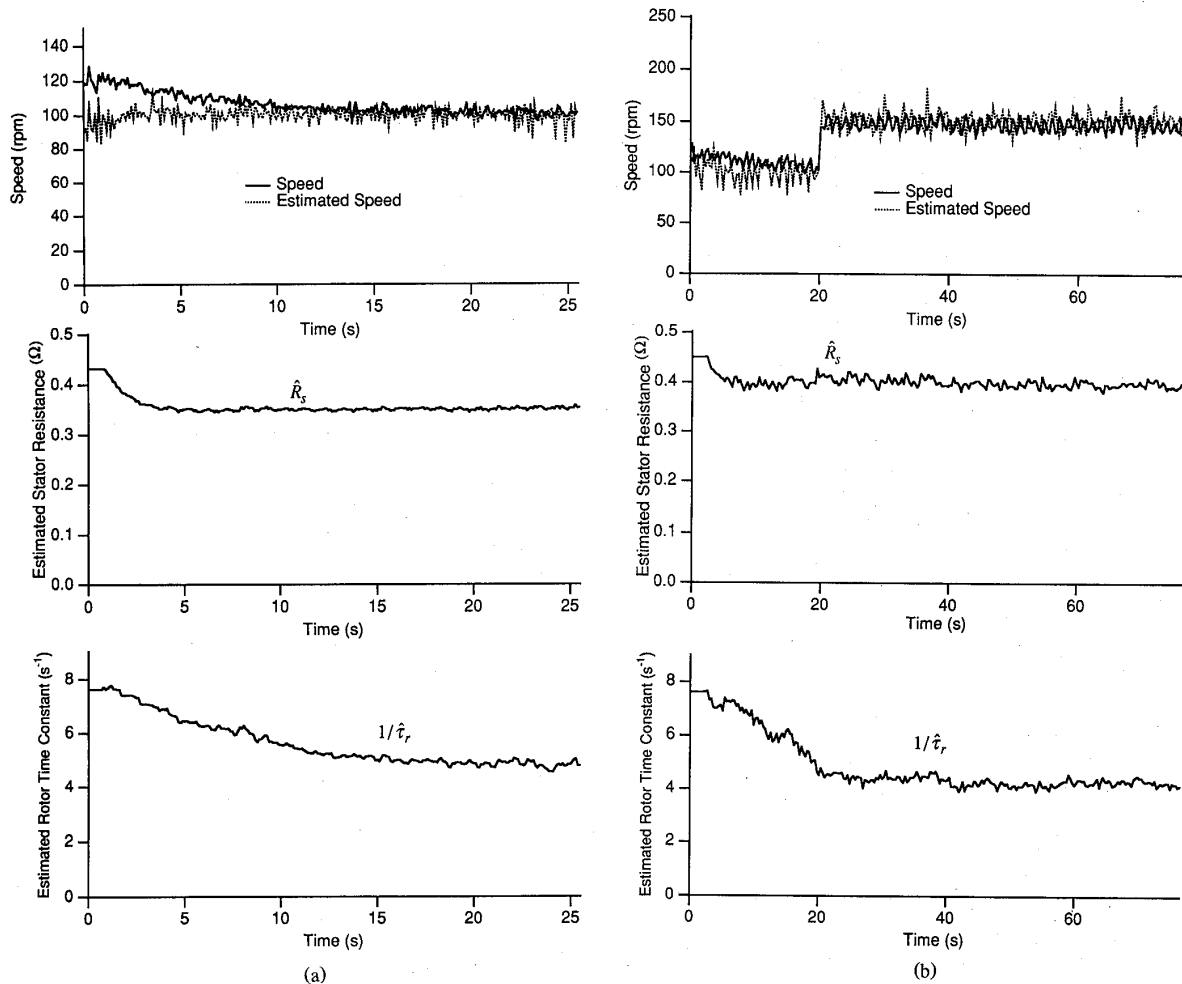 140
120
100
80
60
40
20
0
Speed (rpm)
Speed
Estimated Speed
0 5 10 15 20 25
Time (s)
0.5
0.4
0.3
0.2
0.1
0.0
Estimated Stator Resistance (Ω)
R̂s
0 5 10 15 20 25
Time (s)
8
6
4
2
0
Estimated Rotor Time Constant (s⁻¹)
1/τ̂r
0 5 10 15 20 25
Time (s)
(a)
250
200
150
100
50
0
Speed (rpm)
Speed
Estimated Speed
0 20 40 60
Time (s)
0.5
0.4
0.3
0.2
0.1
0.0
Estimated Stator Resistance (Ω)
R̂s
0 20 40 60
Time (s)
8
6
4
2
0
Estimated Rotor Time Constant (s⁻¹)
1/τ̂r
0 20 40 60
Time (s)
(b)